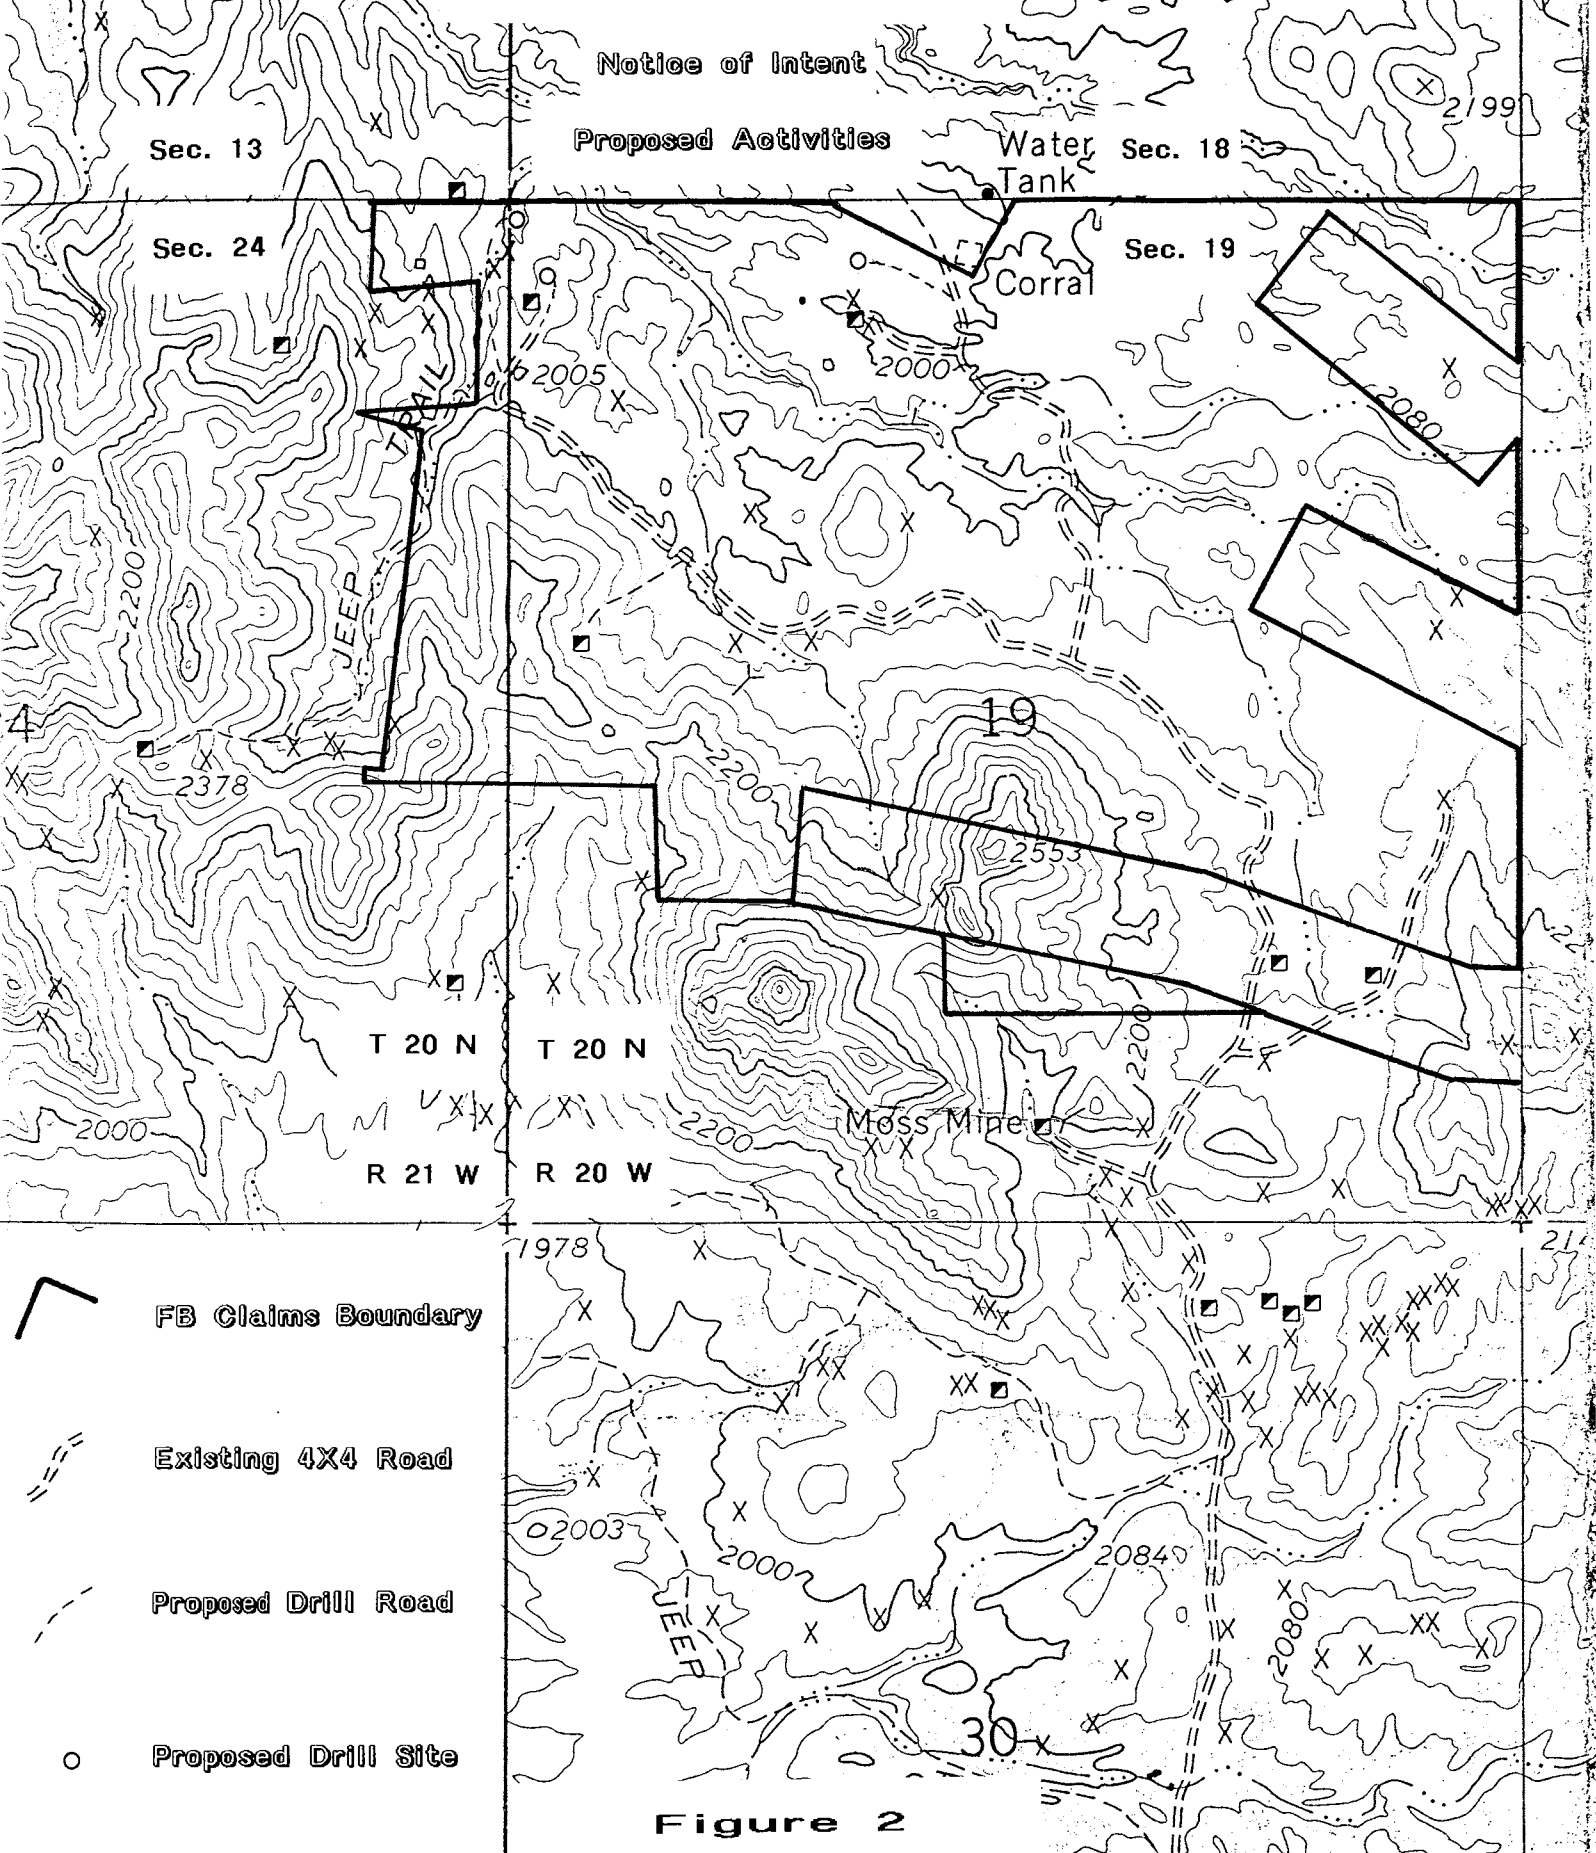 Notice of Intent
2199
Proposed Activities
Sec. 13
Water
Tank
Sec. 18
Sec. 24
Sec. 19
Corral
2005
2000
TRAIL
2080
2200
JEEP
19
4
2378
2200
2553
T 20 N
T 20 N
2200
2000
2200
Moss Mine
R 21 W
R 20 W
1978
FB Claims Boundary
Existing 4X4 Road
2003
2000
2084
Proposed Drill Road
JEEP
2080
30
Proposed Drill Site
Figure 2